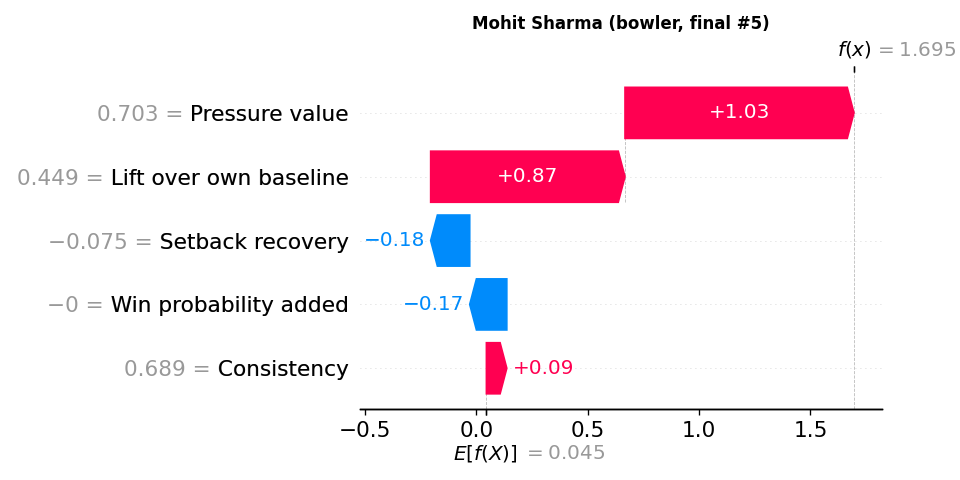 Mohit Sharma (bowler, final #5)
f(x) = 1.695
0.703 = Pressure value
+1.03
0.449 = Lift over own baseline
+0.87
−0.075 = Setback recovery
−0.18
−0 = Win probability added
−0.17
0.689 = Consistency
+0.09
−0.5 0.0 0.5 1.0 1.5
E[f(X)] = 0.045